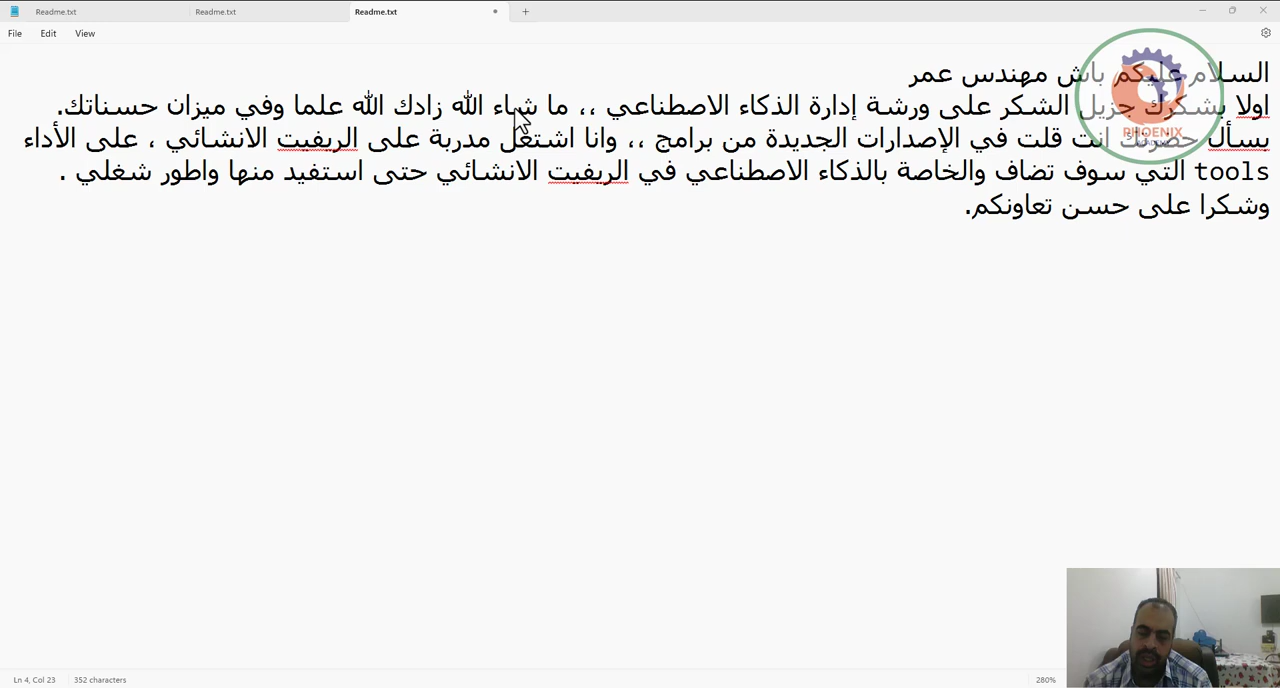 Readme.txt
Readme.txt
Readme.txt
File
Edit
View
السلام عليكم باش مهندس عمر
اولا بشكرك جزيل الشكر على ورشة إدارة الذكاء الاصطناعي ،، ما شاء الله زادك الله علما وفي ميزان حسناتك.
بسأل حضرتك انت قلت في الإصدارات الجديدة من برامج ،، وانا اشتغل مدربة على الريفيت الانشائي ، على الأداء
tools التي سوف تضاف والخاصة بالذكاء الاصطناعي في الريفيت الانشائي حتى استفيد منها واطور شغلي .
وشكرا على حسن تعاونكم.
PHOENIX
ACADEMY
Ln 4, Col 23
352 characters
280%